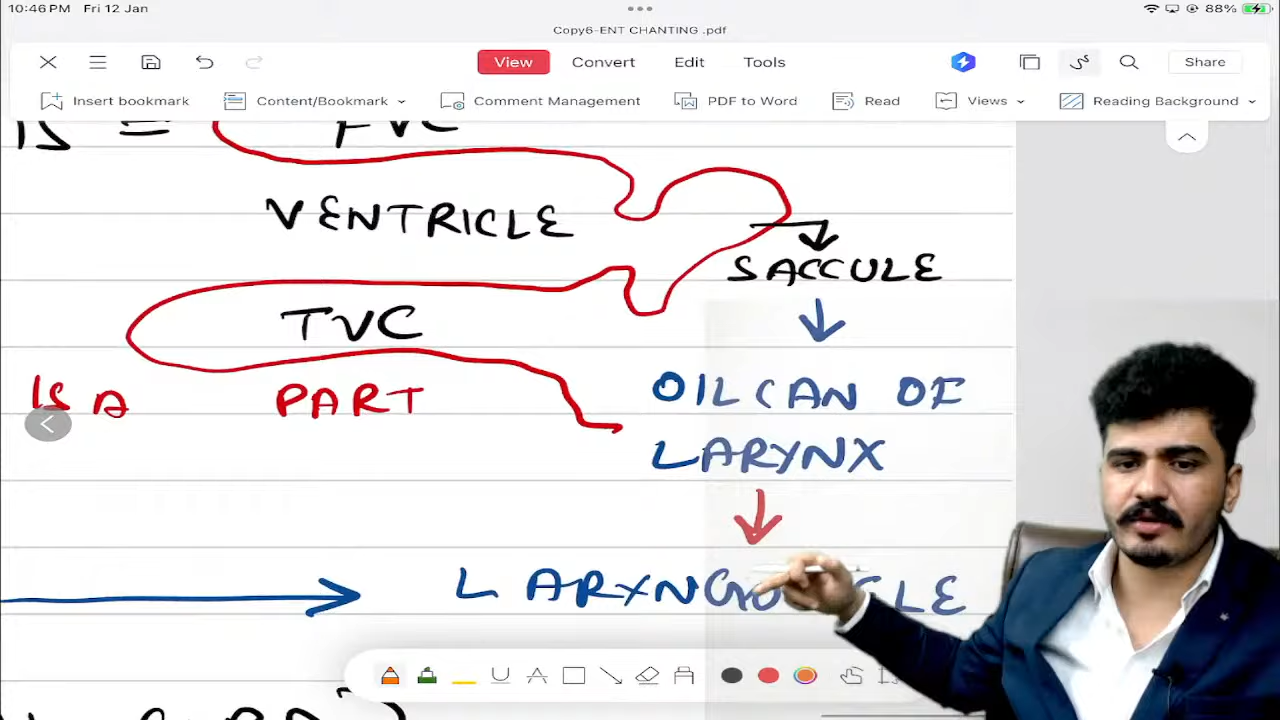 10:46 PM Fri 12 Jan
88%
Copy6-ENT CHANTING .pdf
View Convert Edit Tools Share
Insert bookmark Content/Bookmark Comment Management PDF to Word Read Views Reading Background
IS = FVC
VENTRICLE
SACCULE
TVC
IS A PART
OILCAN OF
LARYNX